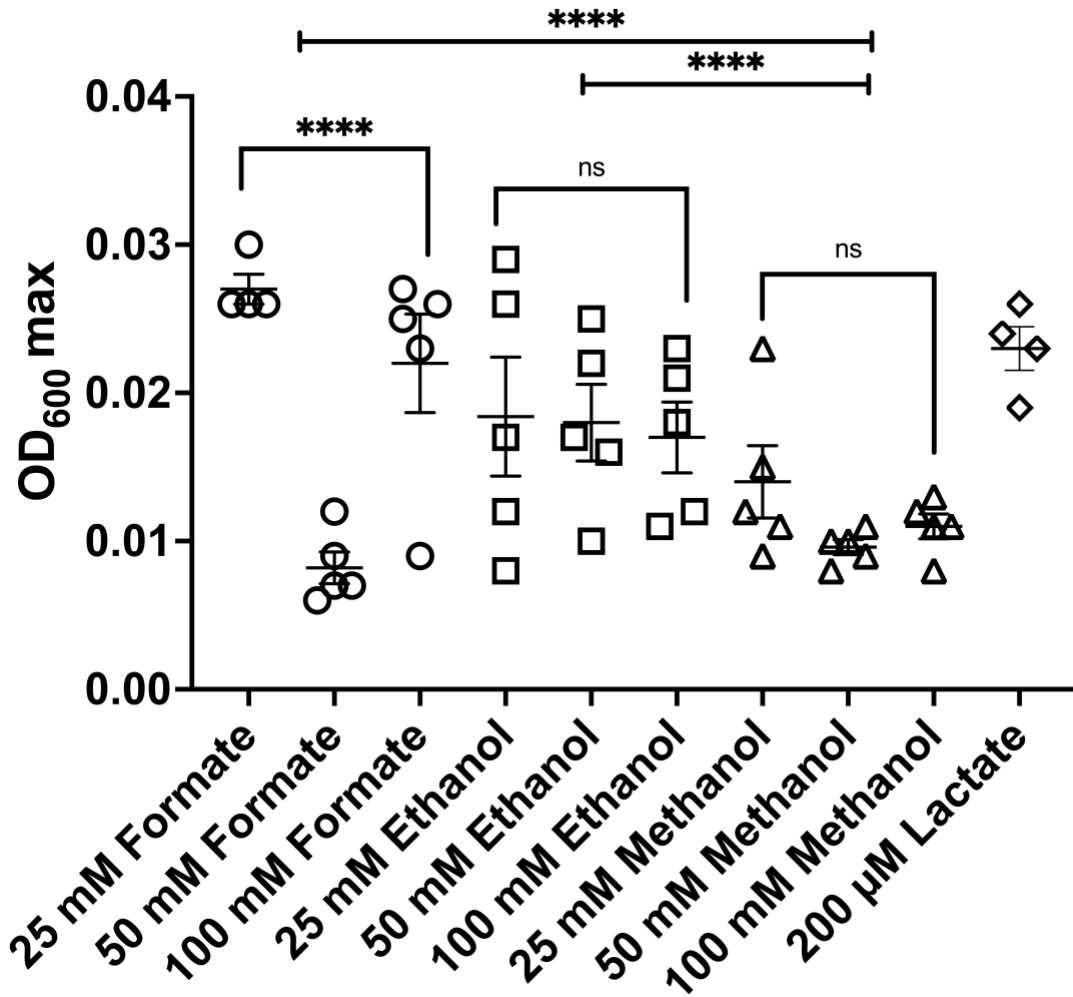 ****
****
0.04
****
ns
0.03
ns
0.02
0.01
0.00
OD600 max
25 mM Formate
50 mM Formate
100 mM Formate
25 mM Ethanol
50 mM Ethanol
100 mM Ethanol
25 mM Methanol
50 mM Methanol
100 mM Methanol
200 µM Lactate